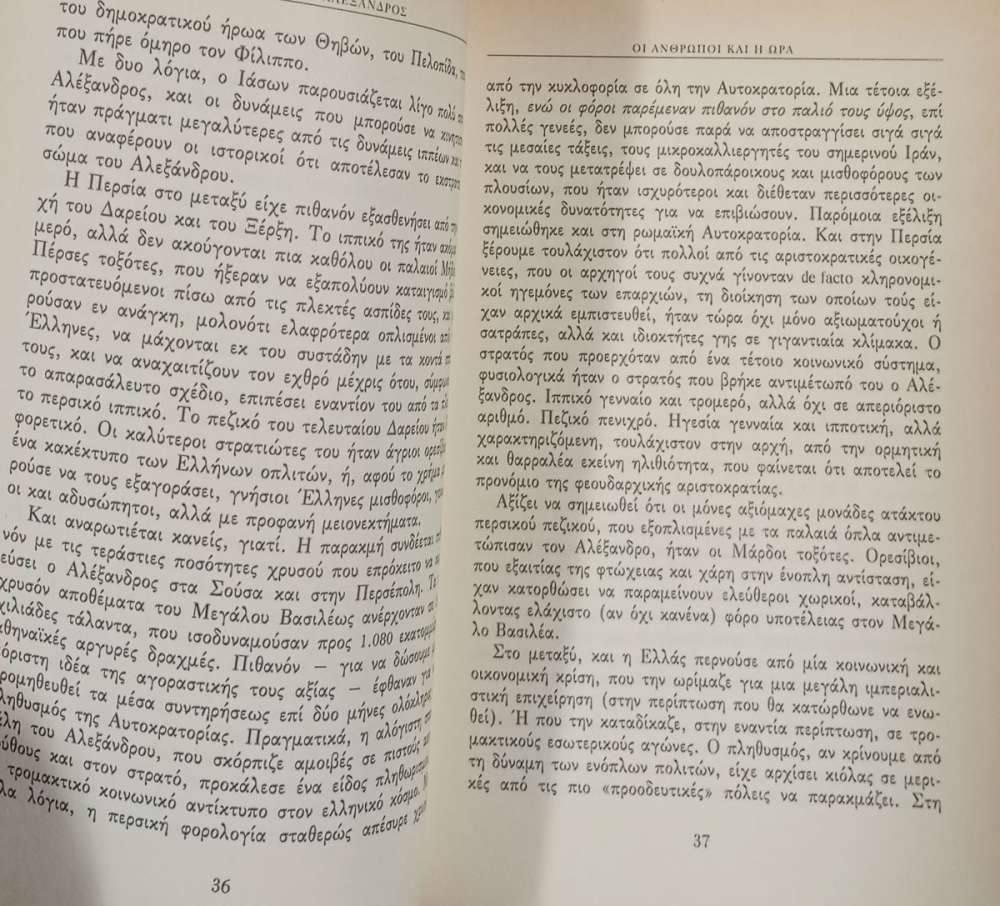 ΑΛΕΞΑΝΔΡΟΣ
του δημοκρατικού ήρωα των Θηβών, του Πελοπίδα,
που πήρε όμηρο τον Φίλιππο.
Με δυο λόγια, ο Ιάσων παρουσιάζεται λίγο πολύ
Αλέξανδρος, και οι δυνάμεις που μπορούσε να
ήταν πράγματι μεγαλύτερες από τις δυνάμεις ιππέων και
που αναφέρουν οι ιστορικοί ότι αποτέλεσαν το
σώμα του Αλεξάνδρου.
Η Περσία στο μεταξύ είχε πιθανόν εξασθενήσει από την
χή του Δαρείου και του Ξέρξη. Το ιππικό της ήταν
μερό, αλλά δεν ακούγονται πια καθόλου οι παλαιοί
Πέρσες τοξότες, που ήξεραν να εξαπολύουν καταιγισμό
προστατευόμενοι πίσω από τις πλεκτές ασπίδες τους,
ρούσαν εν ανάγκη, μολονότι ελαφρότερα οπλισμένοι από
Έλληνες, να μάχονται εκ του συστάδην με τα κοντά
τους, και να αναχαιτίζουν τον εχθρό μέχρις ότου,
το απαρασάλευτο σχέδιο, επιπέσει εναντίον του από τα
το περσικό ιππικό. Το πεζικό του τελευταίου Δαρείου
φορετικό. Οι καλύτεροι στρατιώτες του ήταν άγριοι
ένα κακέκτυπο των Ελλήνων οπλιτών, ή, αφού το χρήμα
ρούσε να τους εξαγοράσει, γνήσιοι Έλληνες μισθοφόροι,
οι και αδυσώπητοι, αλλά με προφανή μειονεκτήματα.
Και αναρωτιέται κανείς, γιατί. Η παρακμή συνδέεται
νόν με τις τεράστιες ποσότητες χρυσού που επρόκειτο να
εύσει ο Αλέξανδρος στα Σούσα και στην Περσέπολη.
χρυσόν αποθέματα του Μεγάλου Βασιλέως ανέρχονταν σε
χιλιάδες τάλαντα, που ισοδυναμούσαν προς 1.080
αθηναϊκές αργυρές δραχμές. Πιθανόν — για να δώσουμε
όριστη ιδέα της αγοραστικής τους αξίας — έφθαναν για
ρομηθευθεί τα μέσα συντηρήσεως επί δύο μήνες
ληθυσμός της Αυτοκρατορίας. Πραγματικά, η αλόγιστη
του Αλεξάνδρου, που σκόρπιζε αμοιβές σε πιστούς
και στον στρατό, προκάλεσε ένα είδος
τρομακτικό κοινωνικό αντίκτυπο στον ελληνικό κόσμο.
λα λόγια, η περσική φορολογία σταθερώς απέσυρε
36
ΟΙ ΑΝΘΡΩΠΟΙ ΚΑΙ Η ΩΡΑ
από την κυκλοφορία σε όλη την Αυτοκρατορία. Μια τέτοια εξέ-
λιξη, ενώ οι φόροι παρέμεναν πιθανόν στο παλιό τους ύψος, επί
πολλές γενεές, δεν μπορούσε παρά να αποστραγγίσει σιγά σιγά
τις μεσαίες τάξεις, τους μικροκαλλιεργητές του σημερινού Ιράν,
και να τους μετατρέψει σε δουλοπάροικους και μισθοφόρους των
πλουσίων, που ήταν ισχυρότεροι και διέθεταν περισσότερες οι-
κονομικές δυνατότητες για να επιβιώσουν. Παρόμοια εξέλιξη
σημειώθηκε και στη ρωμαϊκή Αυτοκρατορία. Και στην Περσία
ξέρουμε τουλάχιστον ότι πολλοί από τις αριστοκρατικές οικογέ-
νειες, που οι αρχηγοί τους συχνά γίνονταν de facto κληρονομι-
κοί ηγεμόνες των επαρχιών, τη διοίκηση των οποίων τούς εί-
χαν αρχικά εμπιστευθεί, ήταν τώρα όχι μόνο αξιωματούχοι ή
σατράπες, αλλά και ιδιοκτήτες γης σε γιγαντιαία κλίμακα. Ο
στρατός που προερχόταν από ένα τέτοιο κοινωνικό σύστημα,
φυσιολογικά ήταν ο στρατός που βρήκε αντιμέτωπό του ο Αλέ-
ξανδρος. Ιππικό γενναίο και τρομερό, αλλά όχι σε απεριόριστο
αριθμό. Πεζικό πενιχρό. Ηγεσία γενναία και ιπποτική, αλλά
χαρακτηριζόμενη, τουλάχιστον στην αρχή, από την ορμητική
και θαρραλέα εκείνη ηλιθιότητα, που φαίνεται ότι αποτελεί το
προνόμιο της φεουδαρχικής αριστοκρατίας.
Αξίζει να σημειωθεί ότι οι μόνες αξιόμαχες μονάδες ατάκτου
περσικού πεζικού, που εξοπλισμένες με τα παλαιά όπλα αντιμε-
τώπισαν τον Αλέξανδρο, ήταν οι Μάρδοι τοξότες. Ορεσίβιοι,
που εξαιτίας της φτώχειας και χάρη στην ένοπλη αντίσταση, εί-
χαν κατορθώσει να παραμείνουν ελεύθεροι χωρικοί, καταβάλ-
λοντας ελάχιστο (αν όχι κανένα) φόρο υποτέλειας στον Μεγά-
λο Βασιλέα.
Στο μεταξύ, και η Ελλάς περνούσε από μία κοινωνική και
οικονομική κρίση, που την ωρίμαζε για μια μεγάλη ιμπεριαλι-
στική επιχείρηση (στην περίπτωση που θα κατώρθωνε να ενω-
θεί). Ή που την καταδίκαζε, στην εναντία περίπτωση, σε τρο-
μακτικούς εσωτερικούς αγώνες. Ο πληθυσμός, αν κρίνουμε από
τη δύναμη των ενόπλων πολιτών, είχε αρχίσει κιόλας σε μερι-
κές από τις πιο «προοδευτικές» πόλεις να παρακμάζει. Στη
37